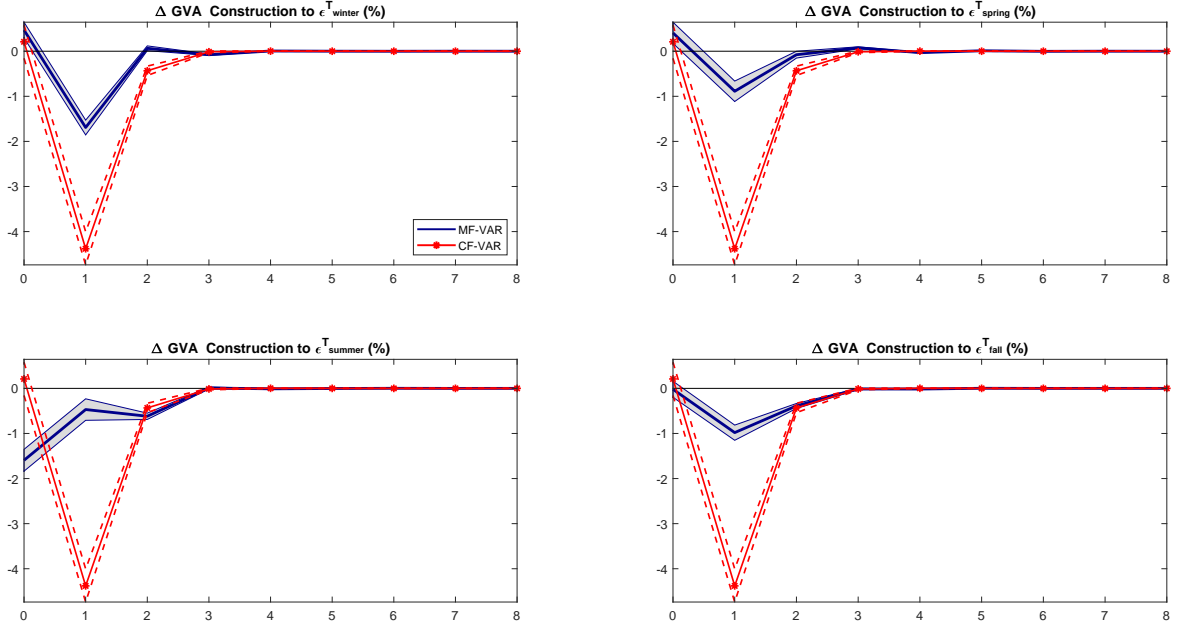 Δ GVA Construction to ϵ^T_winter (%)
0
-1
-2
-3
-4
0 1 2 3 4 5 6 7 8
MF-VAR
CF-VAR
Δ GVA Construction to ϵ^T_spring (%)
0
-1
-2
-3
-4
0 1 2 3 4 5 6 7 8
Δ GVA Construction to ϵ^T_summer (%)
0
-1
-2
-3
-4
0 1 2 3 4 5 6 7 8
Δ GVA Construction to ϵ^T_fall (%)
0
-1
-2
-3
-4
0 1 2 3 4 5 6 7 8